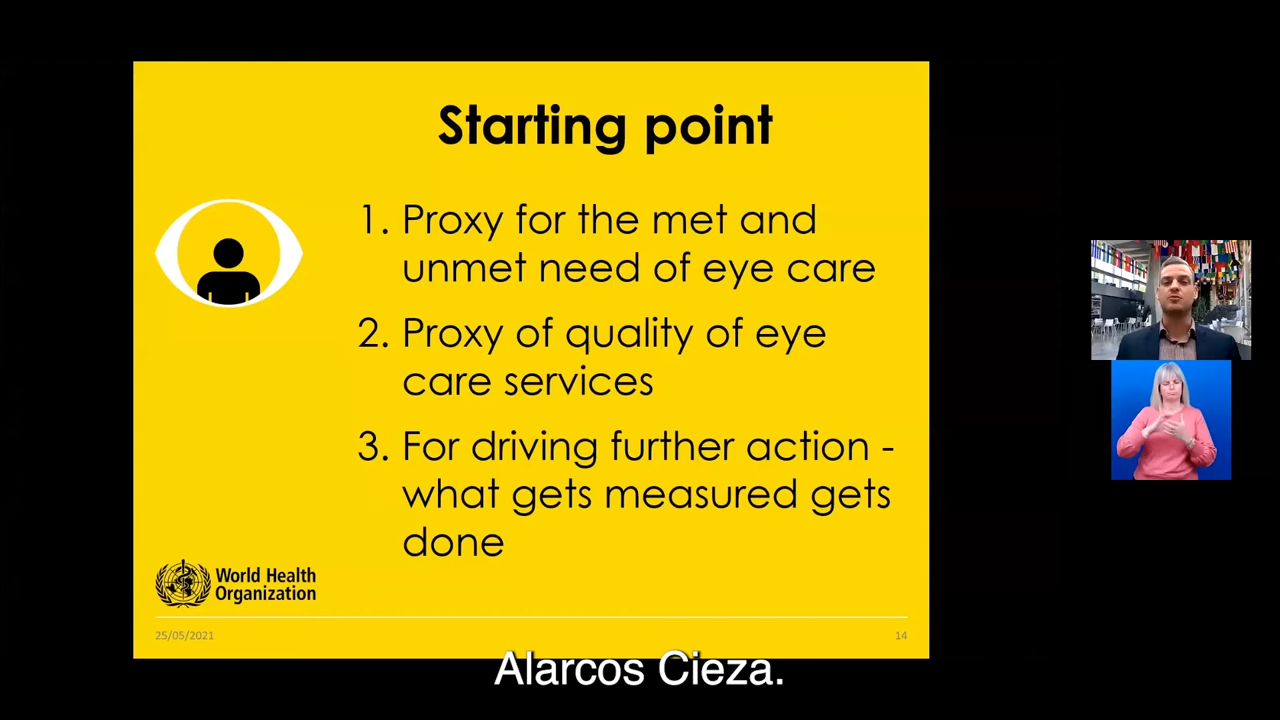 Starting point
1. Proxy for the met and
unmet need of eye care
2. Proxy of quality of eye
care services
3. For driving further action -
what gets measured gets
done
World Health
Organization
25/05/2021
14
Alarcos Cieza.